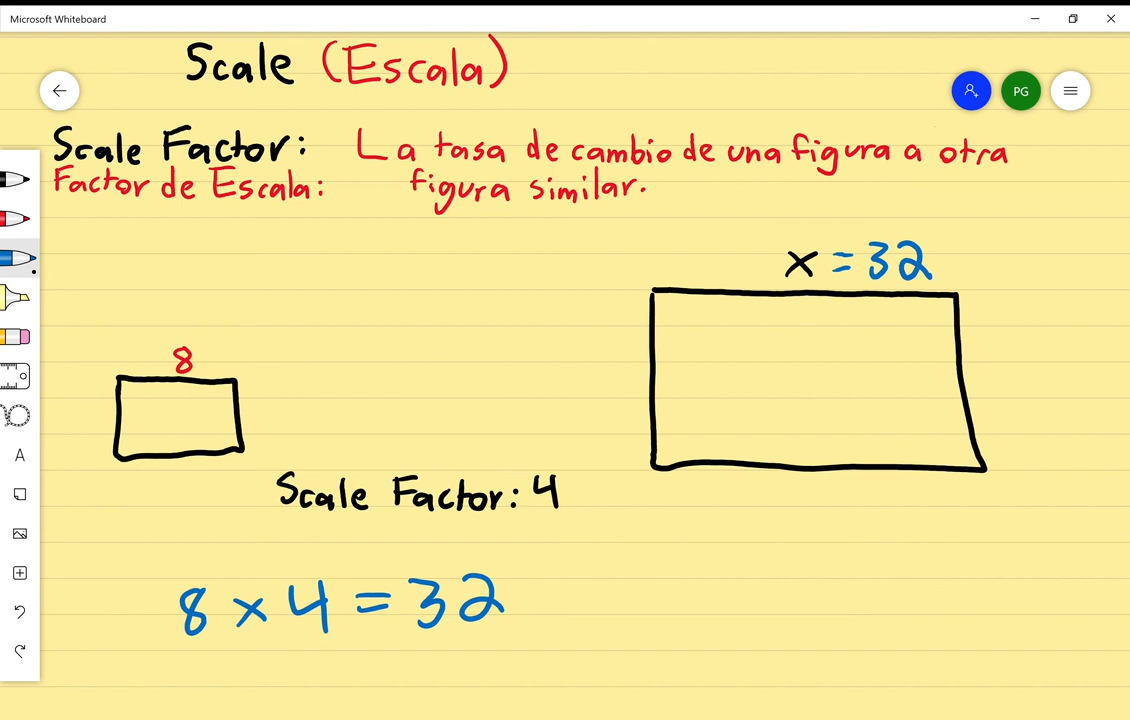 Microsoft Whiteboard
Scale (Escala)
PG
Scale Factor: La tasa de cambio de una figura a otra
Factor de Escala: figura similar.
x = 32
8
A
Scale Factor: 4
8 x 4 = 32